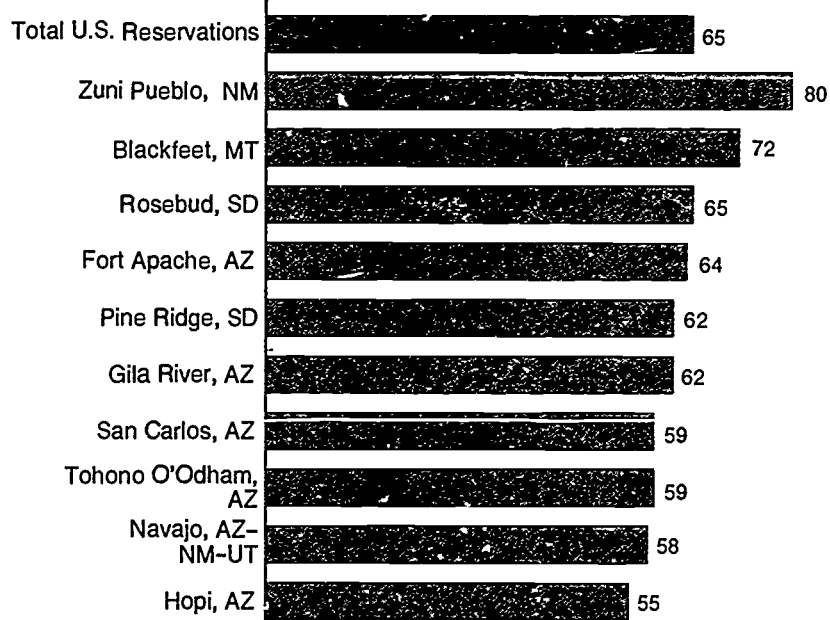 Total U.S. Reservations 65
Zuni Pueblo, NM 80
Blackfeet, MT 72
Rosebud, SD 65
Fort Apache, AZ 64
Pine Ridge, SD 62
Gila River, AZ 62
San Carlos, AZ 59
Tohono O'Odham,
AZ 59
Navajo, AZ–
NM–UT 58
Hopi, AZ 55